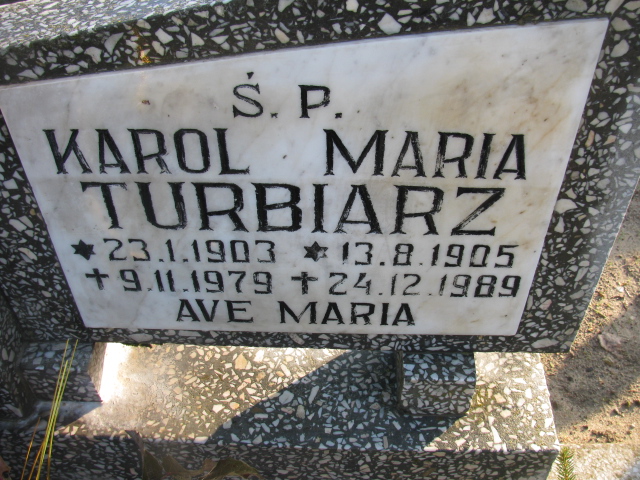 Ś. P.
KAROL MARIA
TURBIARZ
* 23.1.1903 * 13.8.1905
+ 9.11.1979 + 24.12.1989
AVE MARIA